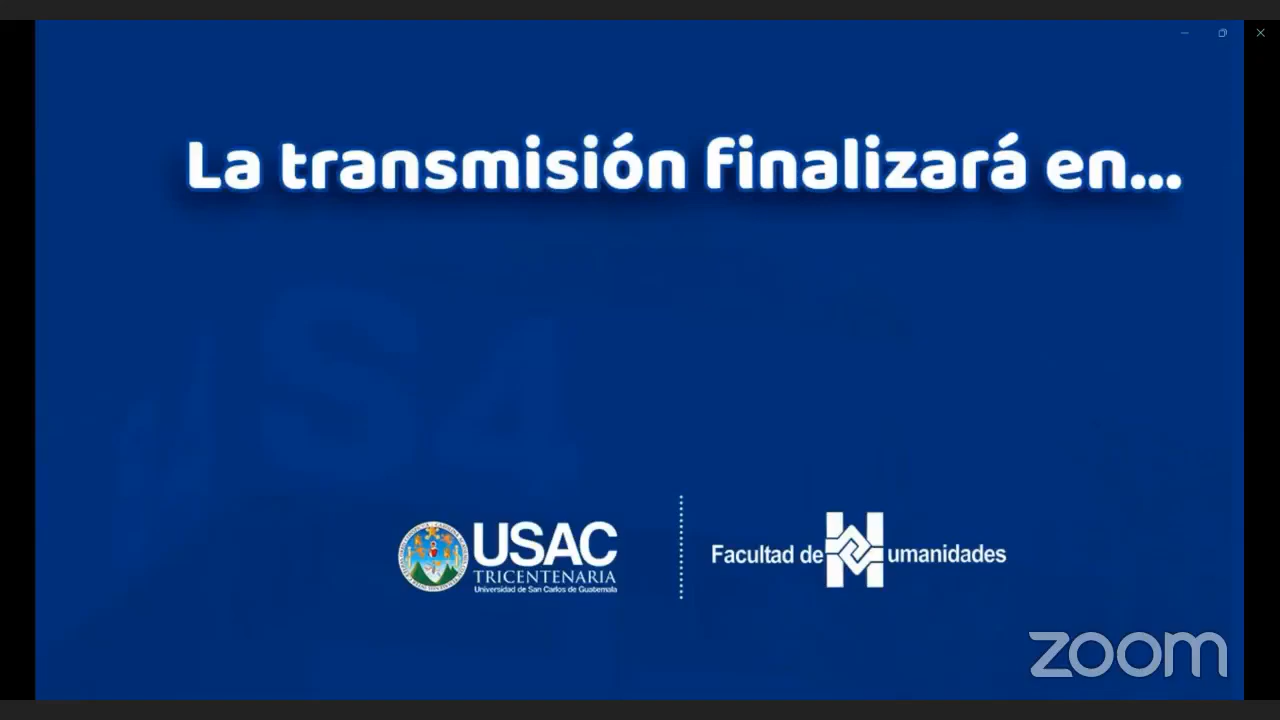 La transmisión finalizará en...
USAC
TRICENTENARIA
Universidad de San Carlos de Guatemala
Facultad de Humanidades
zoom